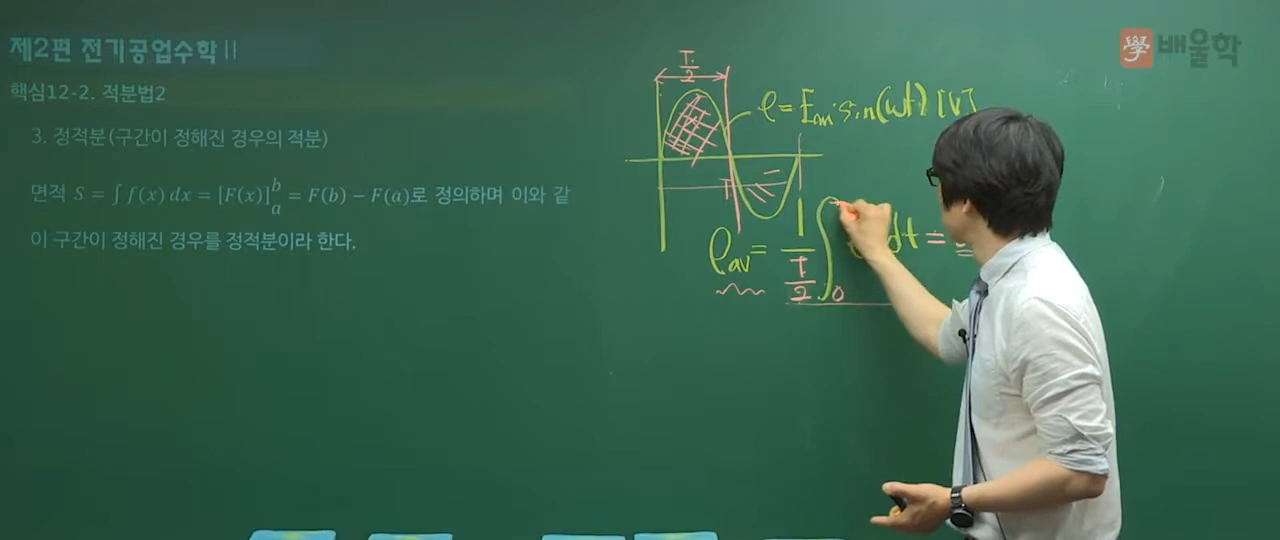 제2편 전기공업수학 II
學 배울학
핵심12-2. 적분법2
3. 정적분(구간이 정해진 경우의 적분)
면적 S = ∫ f(x) dx = [F(x)]ᵇₐ = F(b) − F(a)로 정의하며 이와 같
이 구간이 정해진 경우를 정적분이라 한다.
T/2
e = Em sin(ωt) [V]
π
e_av = 1/(T/2) ∫₀ dt =